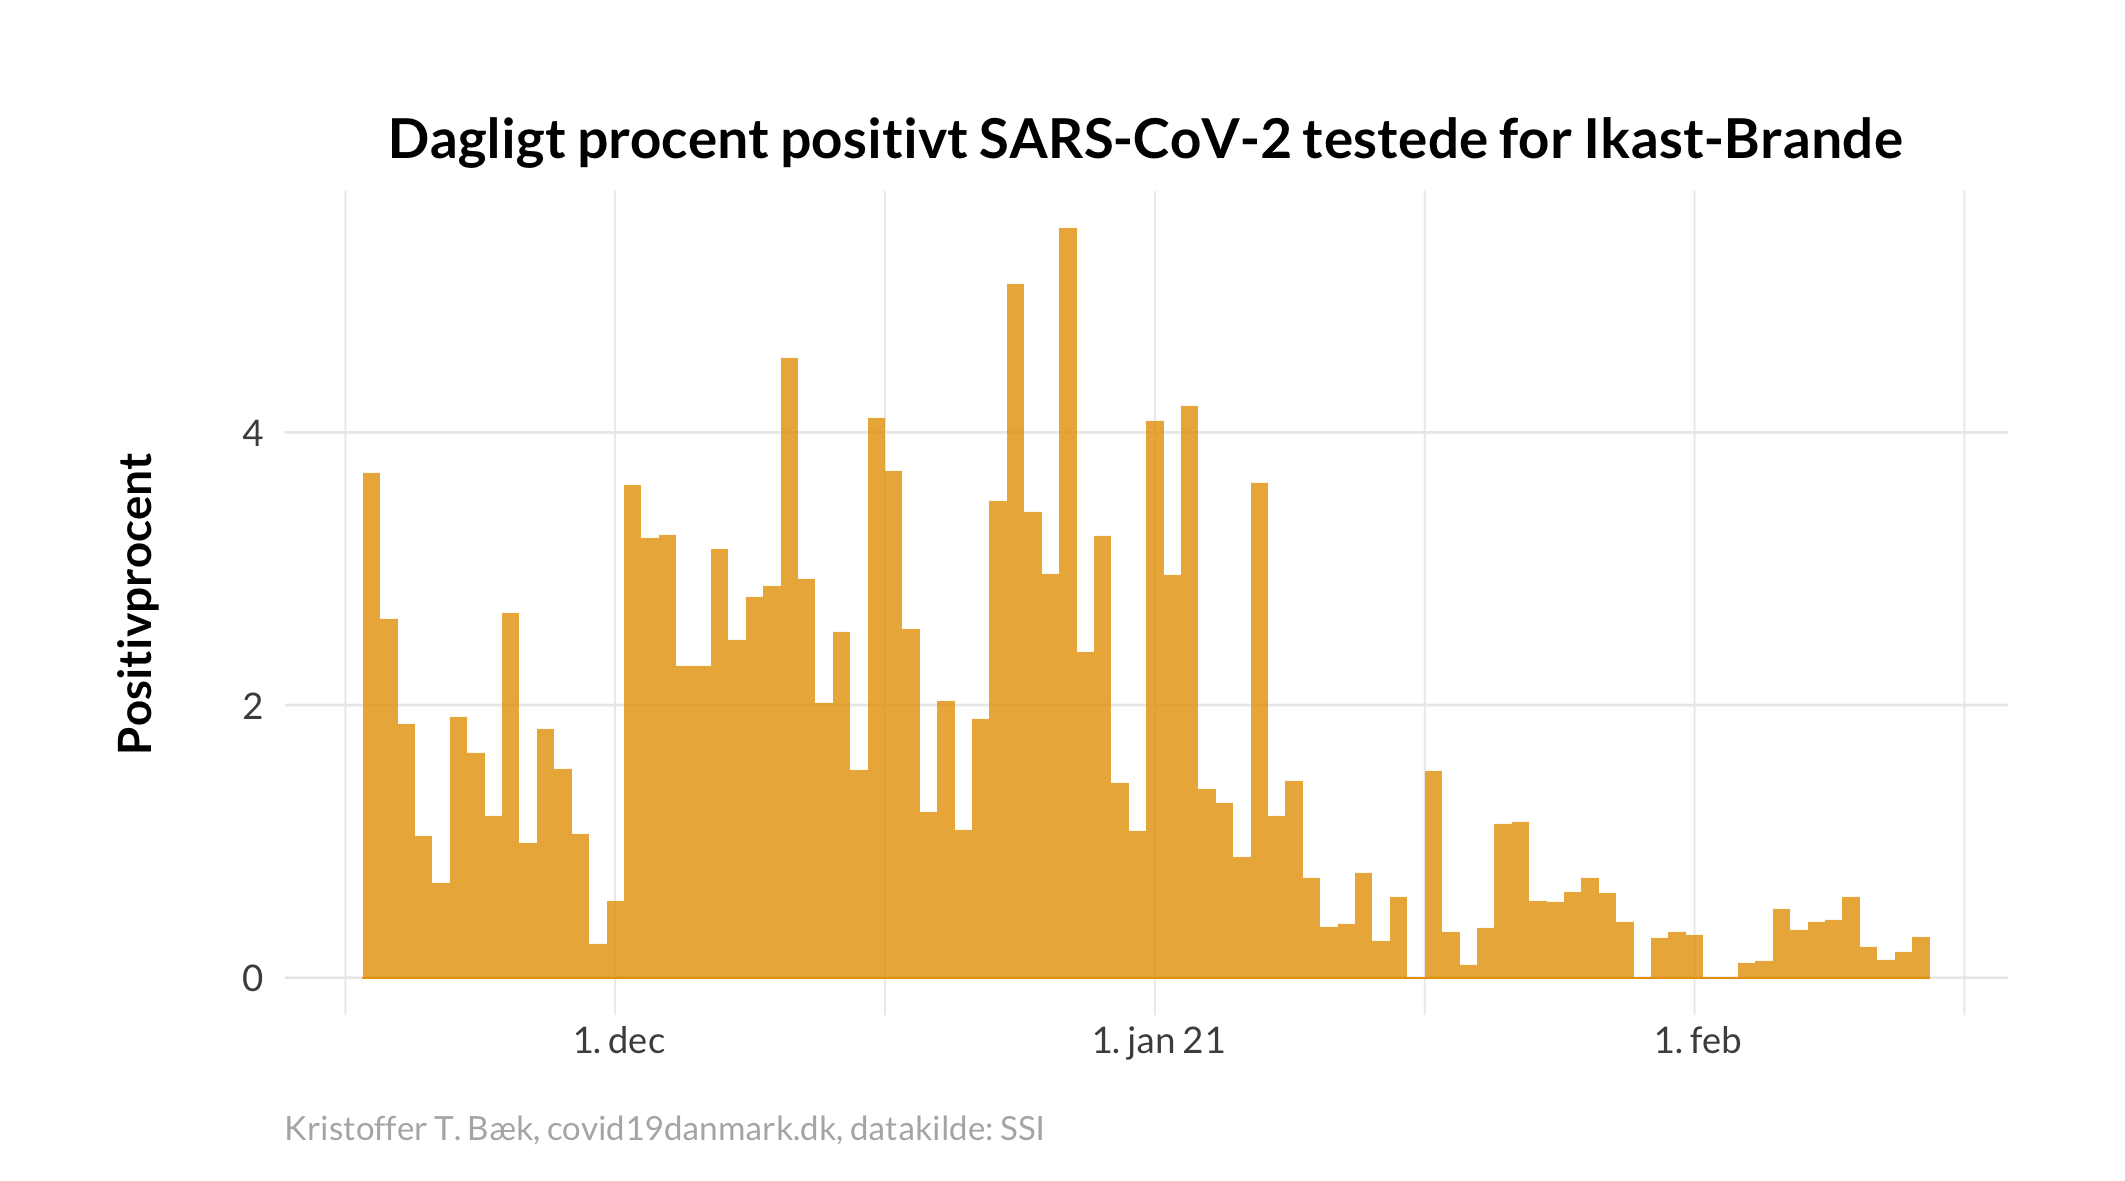 Dagligt procent positivt SARS-CoV-2 testede for Ikast-Brande
Positivprocent
4
2
0
1. dec
1. jan 21
1. feb
Kristoffer T. Bæk, covid19danmark.dk, datakilde: SSI